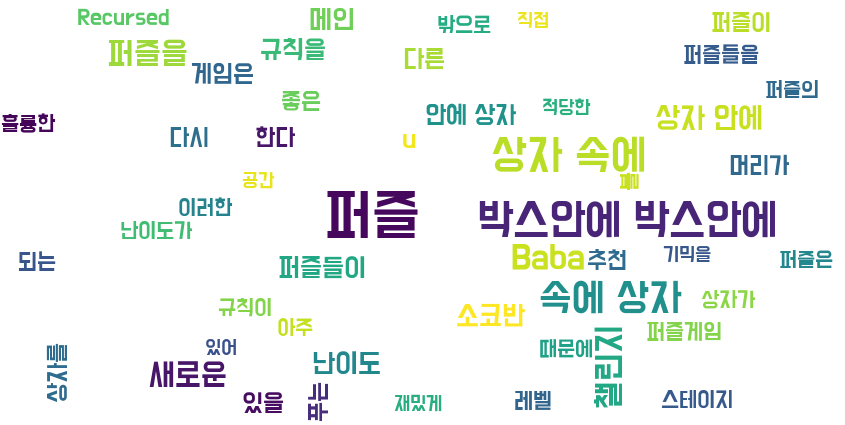 Recursed
메인
밖으로
직접
퍼즐이
퍼즐을
규칙을
다른
퍼즐들을
게임은
퍼즐의
좋은
적당한
안에 상자
상자 안에
훌륭한
다시
한다
u
상자 속에
머리가
공간
퍼즐
이러한
박스안에 박스안에
난이도가
되는
퍼즐들이
Baba
추천
기믹을
퍼즐은
속에 상자
상자가
규칙이
아주
소코반
퍼즐게임
있어
때문에
챌린지
상자를
새로운
난이도
있을
푸는
재밌게
레벨
스테이지